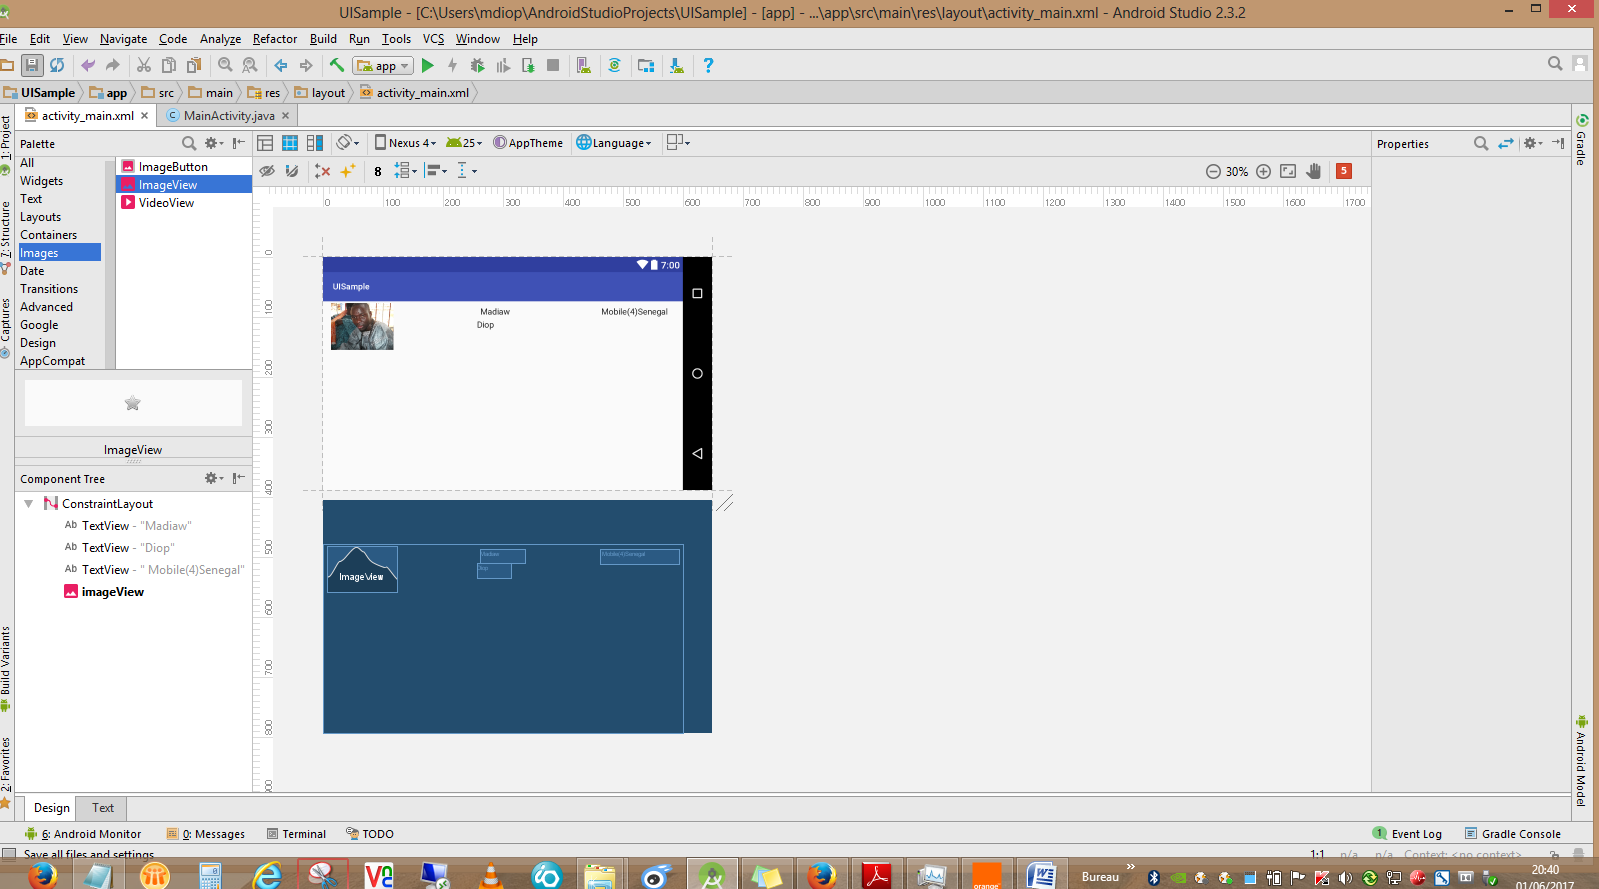 UISample - [C:\Users\mdiop\AndroidStudioProjects\UISample] - [app] - ...\app\src\main\res\layout\activity_main.xml - Android Studio 2.3.2
File Edit View Navigate Code Analyze Refactor Build Run Tools VCS Window Help
app
UISample app src main res layout activity_main.xml
activity_main.xml MainActivity.java
1: Project
7: Structure
Captures
Build Variants
2: Favorites
Palette
All
Widgets
Text
Layouts
Containers
Images
Date
Transitions
Advanced
Google
Design
AppCompat
ImageButton
ImageView
VideoView
ImageView
Component Tree
ConstraintLayout
Ab TextView - "Madiaw"
Ab TextView - "Diop"
Ab TextView - " Mobile(4)Senegal"
imageView
Nexus 4 25 AppTheme Language
8
30%
5
0 100 200 300 400 500 600 700 800 900 1000 1100 1200 1300 1400 1500 1600 1700
0
100
200
300
400
500
600
700
800
7:00
UISample
Madiaw
Diop
Mobile(4)Senegal
ImageView
Madiaw
Diop
Mobile(4)Senegal
Properties
Gradle
Android Model
Design Text
6: Android Monitor 0: Messages Terminal TODO
1 Event Log Gradle Console
Save all files and settings
1:1 n/a n/a Context: <no context>
orange
Bureau
20:40
01/06/2017